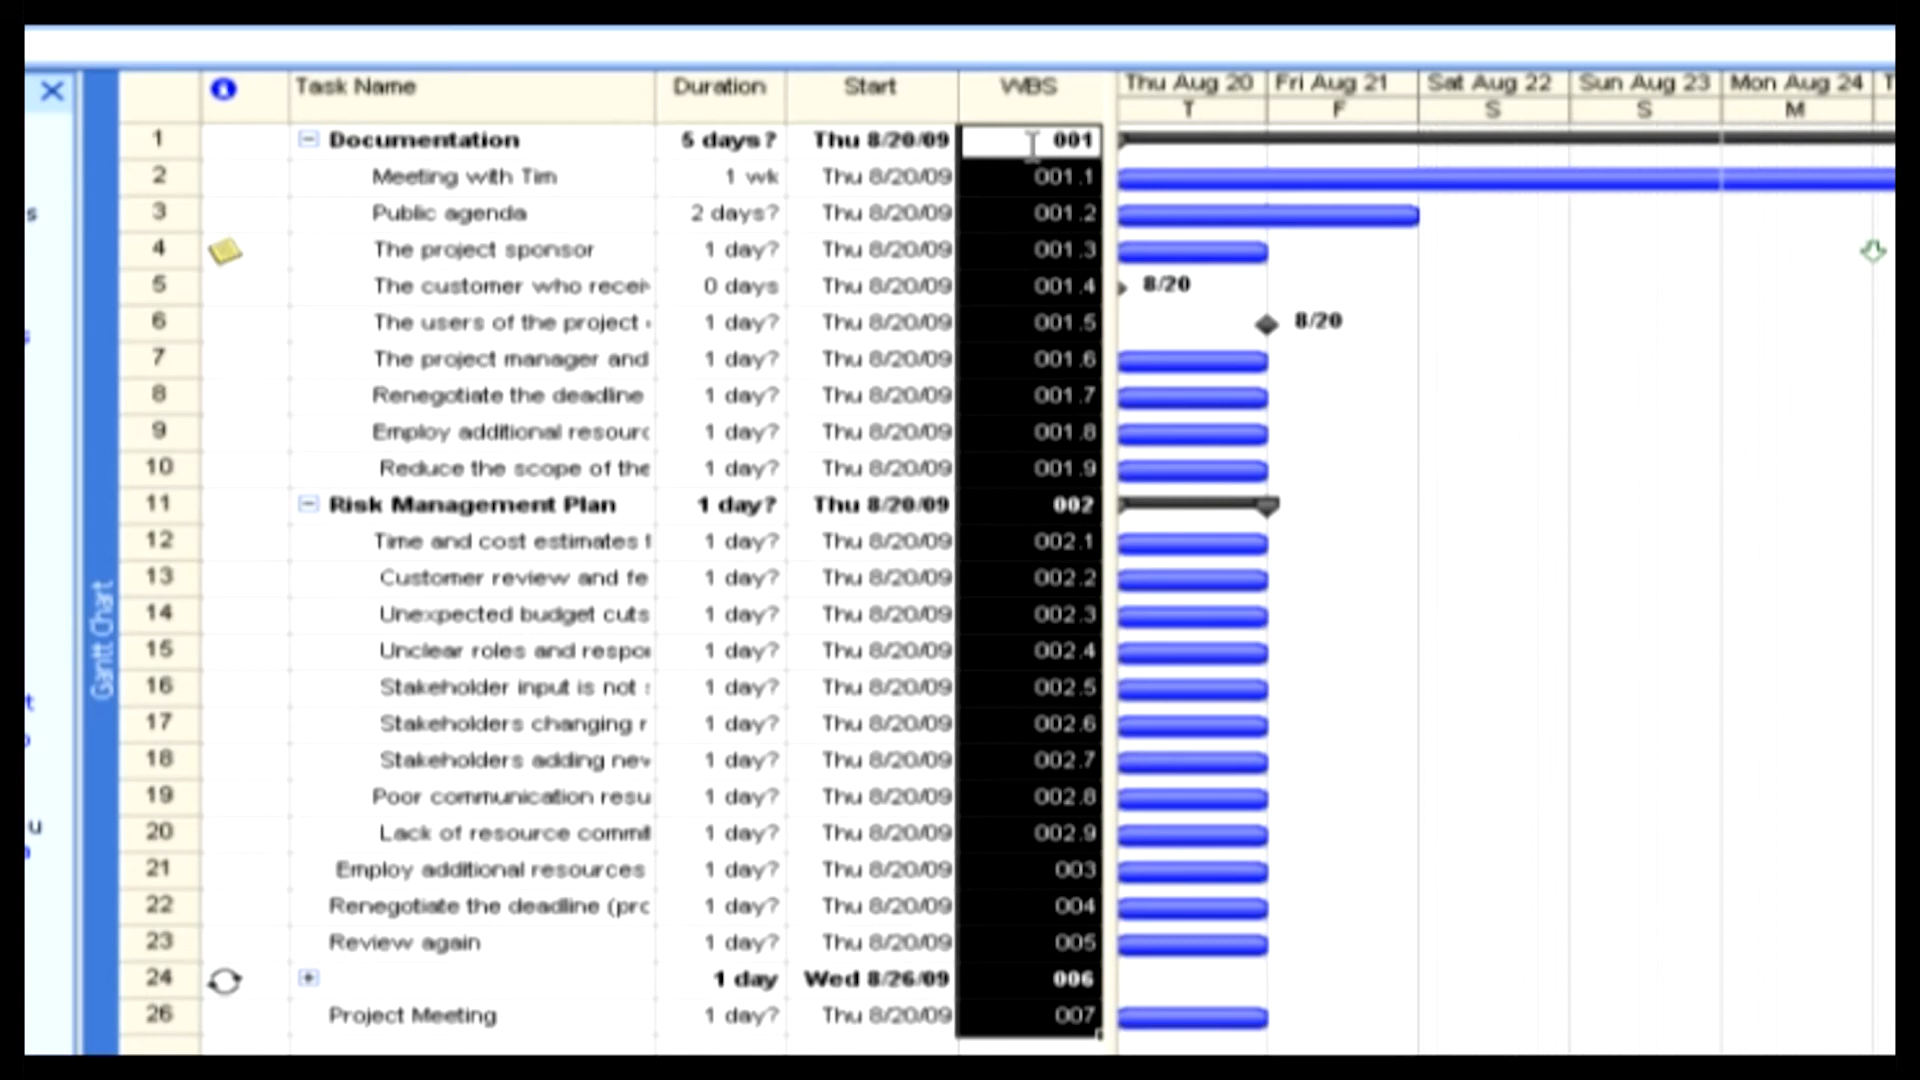 Task Name Duration Start WBS Thu Aug 20 Fri Aug 21 Sat Aug 22 Sun Aug 23 Mon Aug 24 T
T F S S M
1 Documentation 5 days? Thu 8/20/09 001
2 Meeting with Tim 1 wk Thu 8/20/09 001.1
3 Public agenda 2 days? Thu 8/20/09 001.2
4 The project sponsor 1 day? Thu 8/20/09 001.3
5 The customer who recei 0 days Thu 8/20/09 001.4 8/20
6 The users of the project 1 day? Thu 8/20/09 001.5 8/20
7 The project manager and 1 day? Thu 8/20/09 001.6
8 Renegotiate the deadline 1 day? Thu 8/20/09 001.7
9 Employ additional resourc 1 day? Thu 8/20/09 001.8
10 Reduce the scope of the 1 day? Thu 8/20/09 001.9
11 Risk Management Plan 1 day? Thu 8/20/09 002
12 Time and cost estimates 1 day? Thu 8/20/09 002.1
13 Customer review and fe 1 day? Thu 8/20/09 002.2
14 Unexpected budget cuts 1 day? Thu 8/20/09 002.3
15 Unclear roles and respo 1 day? Thu 8/20/09 002.4
16 Stakeholder input is not 1 day? Thu 8/20/09 002.5
17 Stakeholders changing r 1 day? Thu 8/20/09 002.6
18 Stakeholders adding nev 1 day? Thu 8/20/09 002.7
19 Poor communication resu 1 day? Thu 8/20/09 002.8
20 Lack of resource commit 1 day? Thu 8/20/09 002.9
21 Employ additional resources 1 day? Thu 8/20/09 003
22 Renegotiate the deadline (prc 1 day? Thu 8/20/09 004
23 Review again 1 day? Thu 8/20/09 005
24 1 day Wed 8/26/09 006
26 Project Meeting 1 day? Thu 8/20/09 007
Gantt Chart
s
t
u